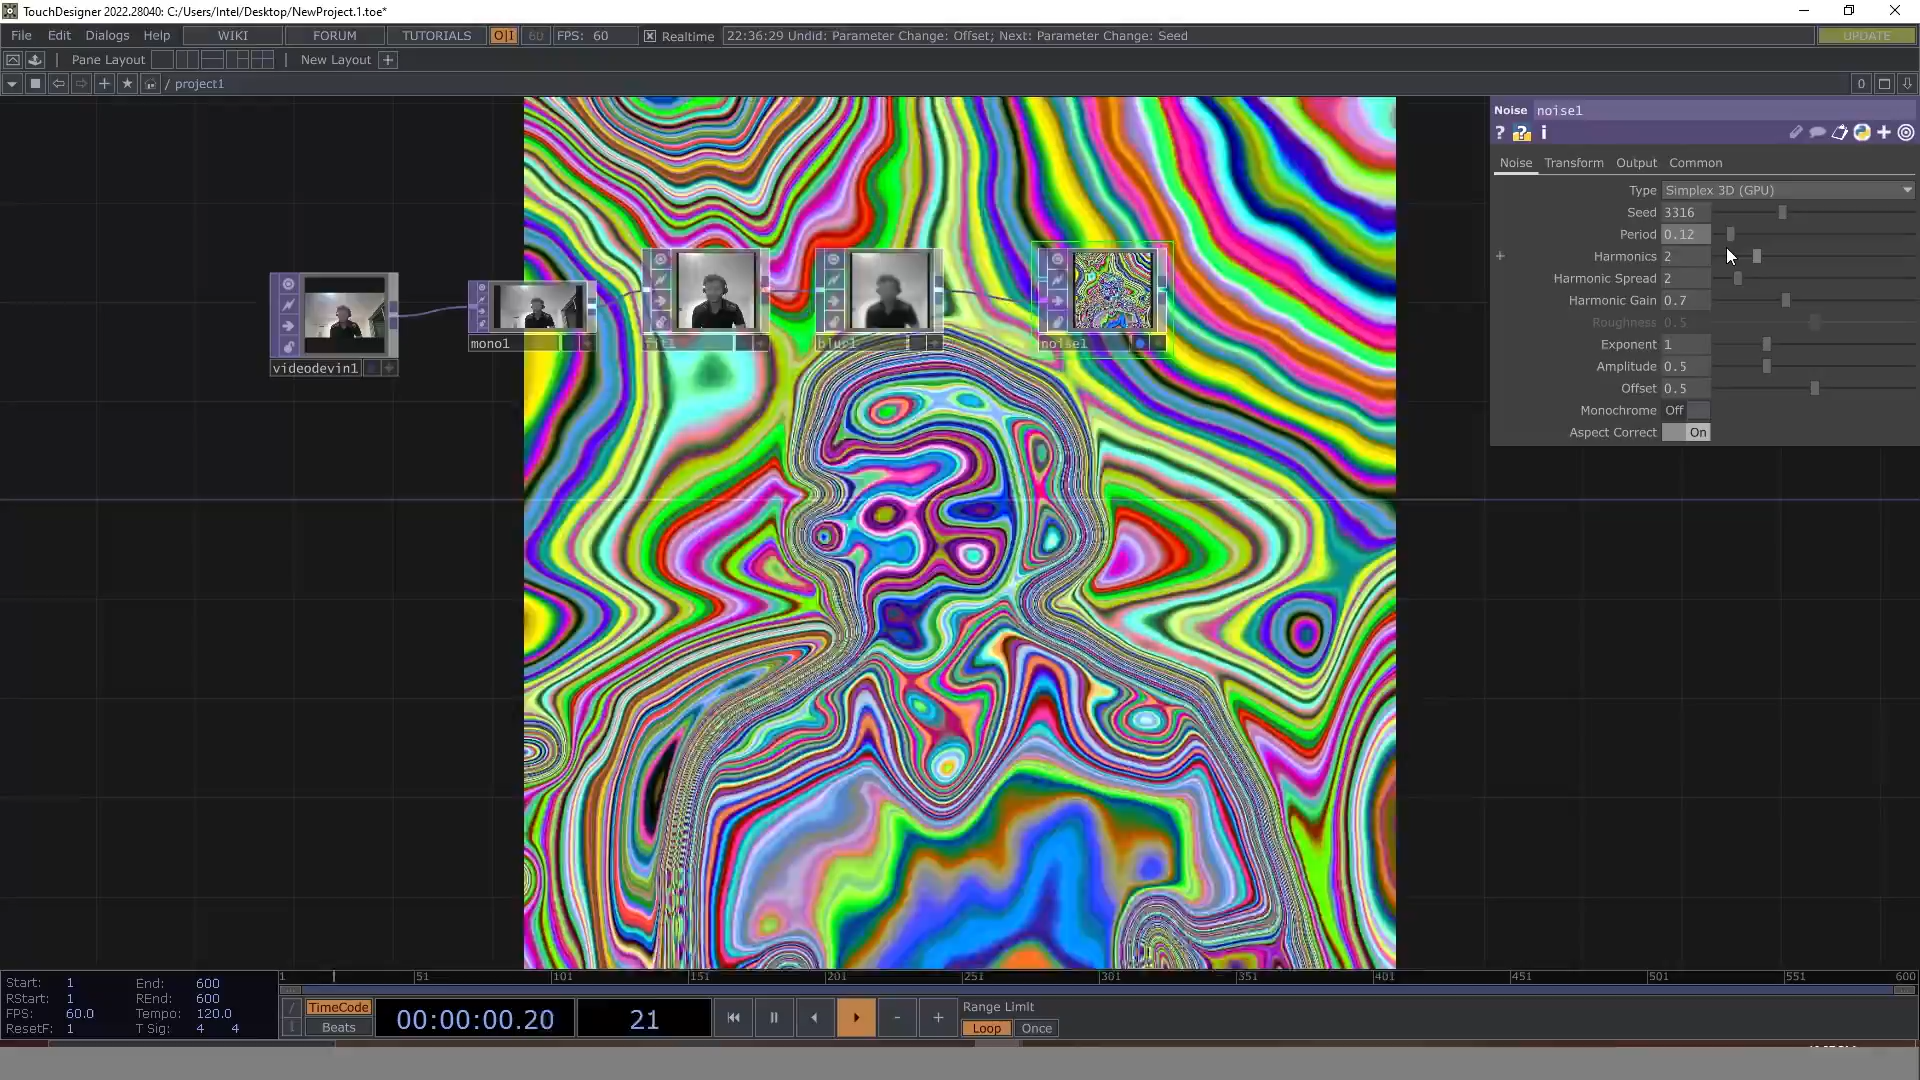 TouchDesigner 2022.28040: C:/Users/Intel/Desktop/NewProject.1.toe*
File Edit Dialogs Help WIKI FORUM TUTORIALS O|I 60 FPS: 60 Realtime 22:36:29 Undid: Parameter Change: Offset; Next: Parameter Change: Seed UPDATE
Pane Layout New Layout +
/ project1 0
Noise noise1
? ? i
Noise Transform Output Common
Type Simplex 3D (GPU)
Seed 3316
Period 0.12
+ Harmonics 2
Harmonic Spread 2
Harmonic Gain 0.7
Roughness 0.5
Exponent 1
Amplitude 0.5
Offset 0.5
Monochrome Off
Aspect Correct On
videodevin1
mono1
fit1
blur1
noise1
1 51 101 151 201 251 301 351 401 451 501 551 600
Start: 1 End: 600
RStart: 1 REnd: 600
FPS: 60.0 Tempo: 120.0
ResetF: 1 T Sig: 4 4
TimeCode
Beats
00:00:00.20
21
- +
Range Limit
Loop Once